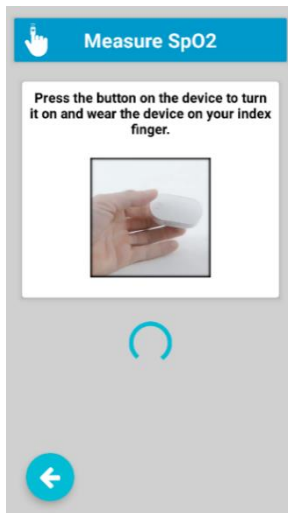 Measure SpO2
Press the button on the device to turn
it on and wear the device on your index
finger.